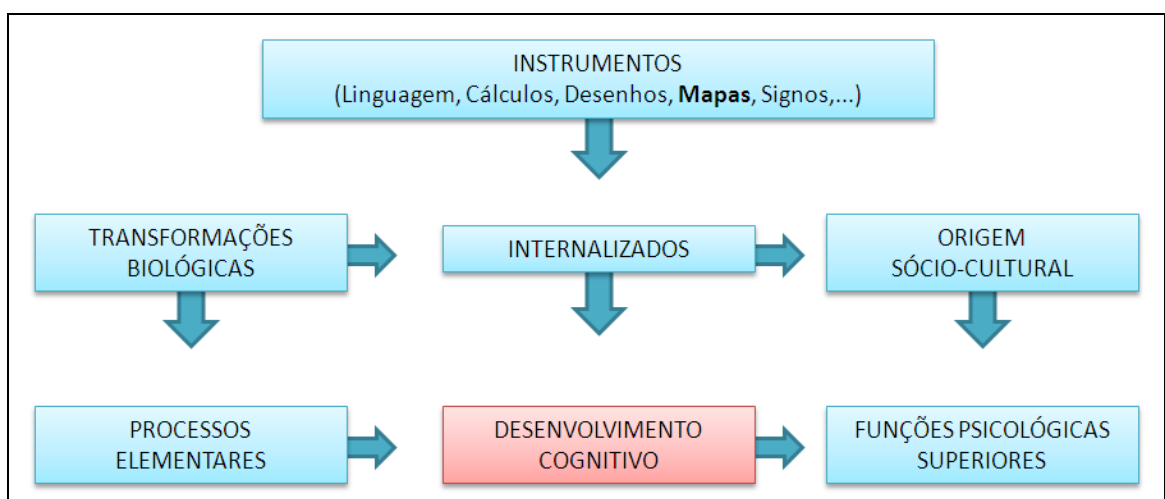 INSTRUMENTOS
(Linguagem, Cálculos, Desenhos, Mapas, Signos,...)
TRANSFORMAÇÕES
BIOLÓGICAS
INTERNALIZADOS
ORIGEM
SÓCIO-CULTURAL
PROCESSOS
ELEMENTARES
DESENVOLVIMENTO
COGNITIVO
FUNÇÕES PSICOLÓGICAS
SUPERIORES